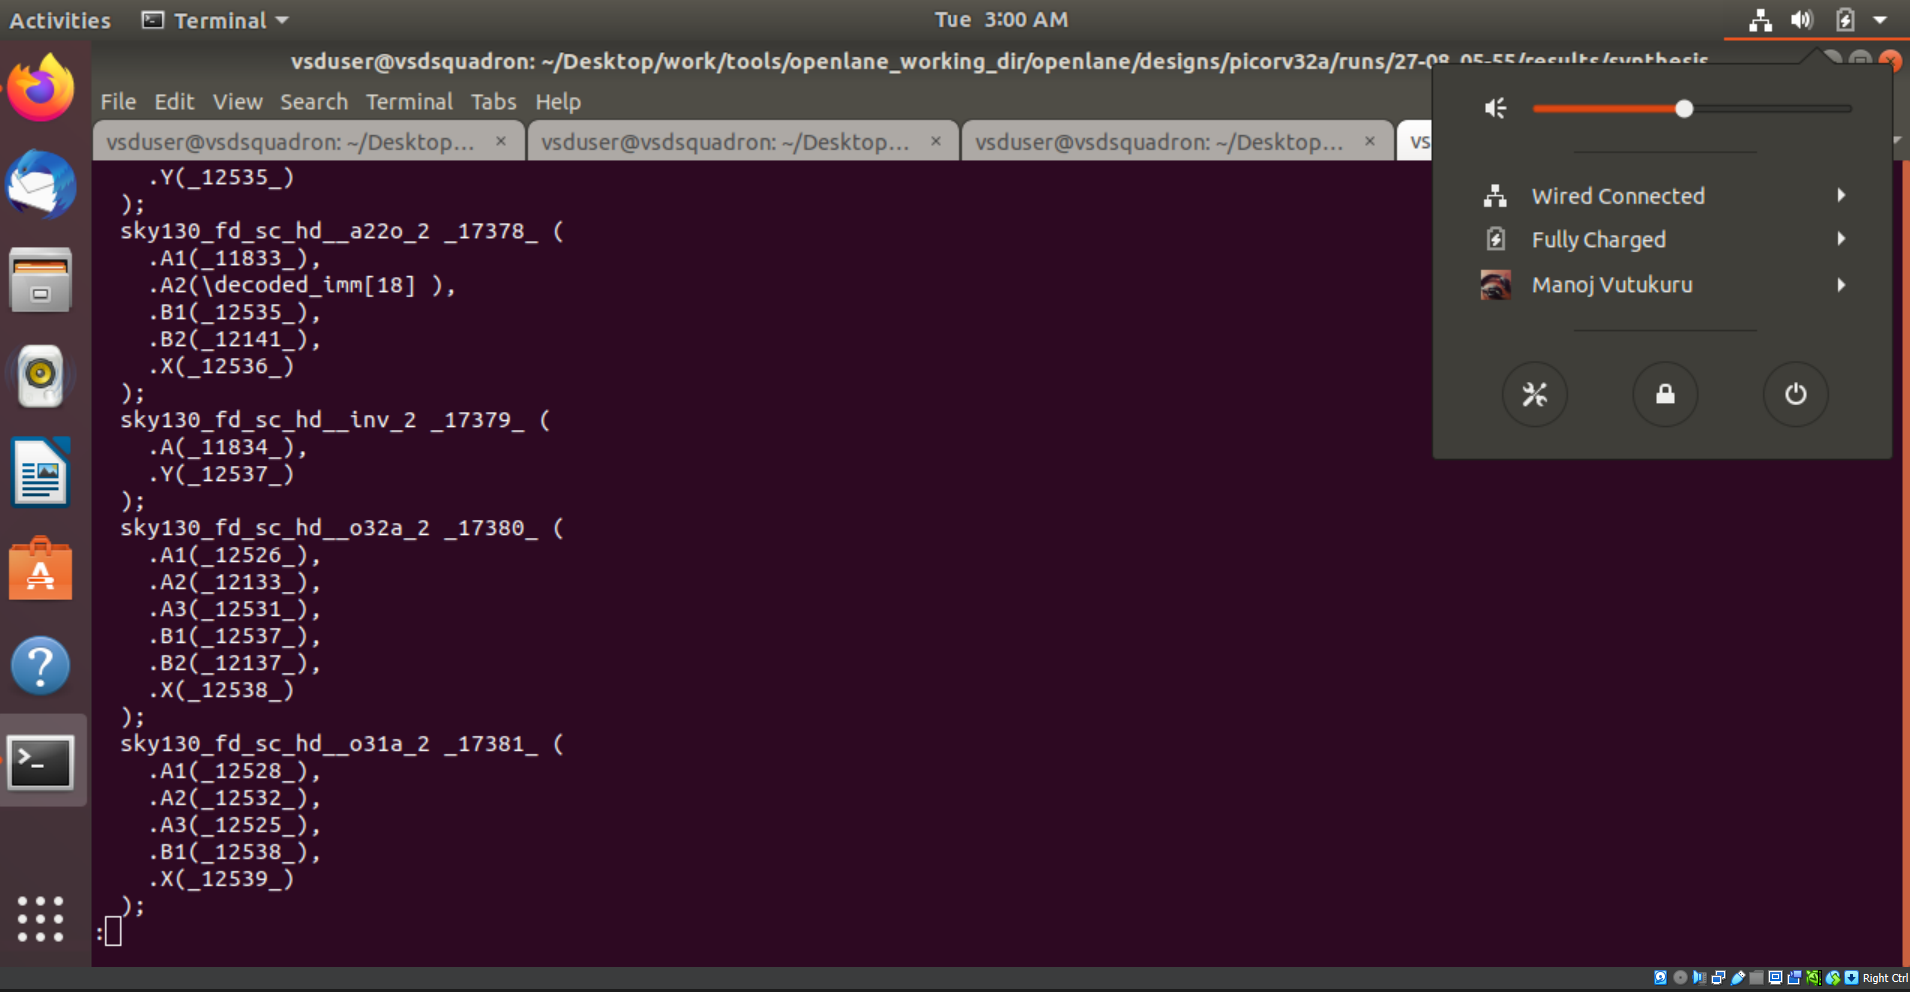 Activities Terminal Tue 3:00 AM
vsduser@vsdsquadron: ~/Desktop/work/tools/openlane_working_dir/openlane/designs/picorv32a/runs/27-08_05-55/results/synthesis
File Edit View Search Terminal Tabs Help
vsduser@vsdsquadron: ~/Desktop... × vsduser@vsdsquadron: ~/Desktop... × vsduser@vsdsquadron: ~/Desktop... × vs
.Y(_12535_)
);
sky130_fd_sc_hd__a22o_2 _17378_ (
.A1(_11833_),
.A2(\decoded_imm[18] ),
.B1(_12535_),
.B2(_12141_),
.X(_12536_)
);
sky130_fd_sc_hd__inv_2 _17379_ (
.A(_11834_),
.Y(_12537_)
);
sky130_fd_sc_hd__o32a_2 _17380_ (
.A1(_12526_),
.A2(_12133_),
.A3(_12531_),
.B1(_12537_),
.B2(_12137_),
.X(_12538_)
);
sky130_fd_sc_hd__o31a_2 _17381_ (
.A1(_12528_),
.A2(_12532_),
.A3(_12525_),
.B1(_12538_),
.X(_12539_)
);
:
Wired Connected
Fully Charged
Manoj Vutukuru
Right Ctrl